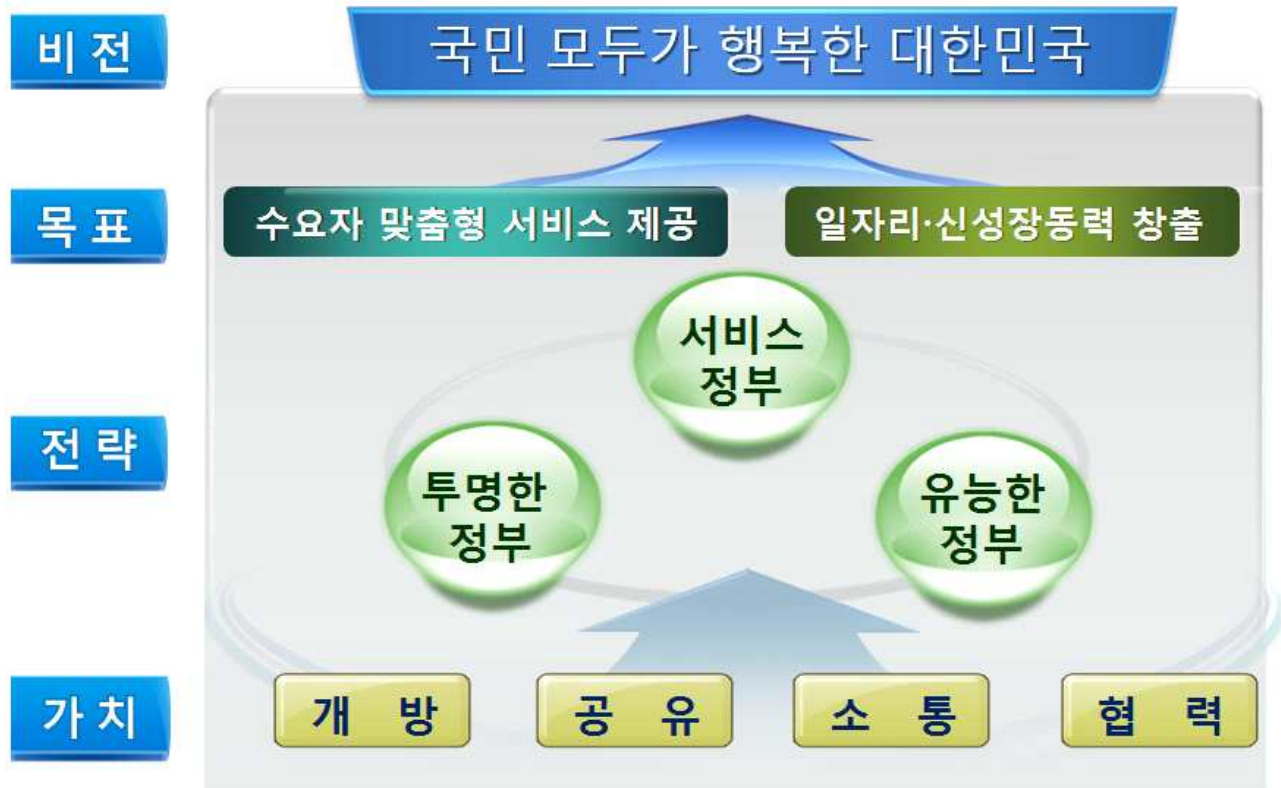 비 전
국민 모두가 행복한 대한민국
목 표
수요자 맞춤형 서비스 제공
일자리·신성장동력 창출
전 략
서비스
정부
투명한
정부
유능한
정부
가 치
개 방
공 유
소 통
협 력